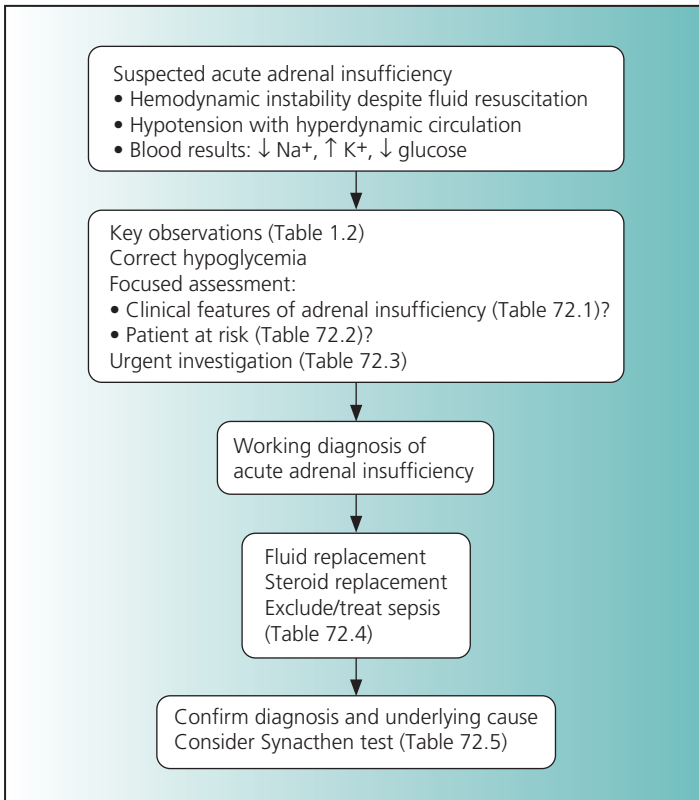 Suspected acute adrenal insufficiency
• Hemodynamic instability despite fluid resuscitation
• Hypotension with hyperdynamic circulation
• Blood results: ↓ Na+, ↑ K+, ↓ glucose
Key observations (Table 1.2)
Correct hypoglycemia
Focused assessment:
• Clinical features of adrenal insufficiency (Table 72.1)?
• Patient at risk (Table 72.2)?
Urgent investigation (Table 72.3)
Working diagnosis of
acute adrenal insufficiency
Fluid replacement
Steroid replacement
Exclude/treat sepsis
(Table 72.4)
Confirm diagnosis and underlying cause
Consider Synacthen test (Table 72.5)